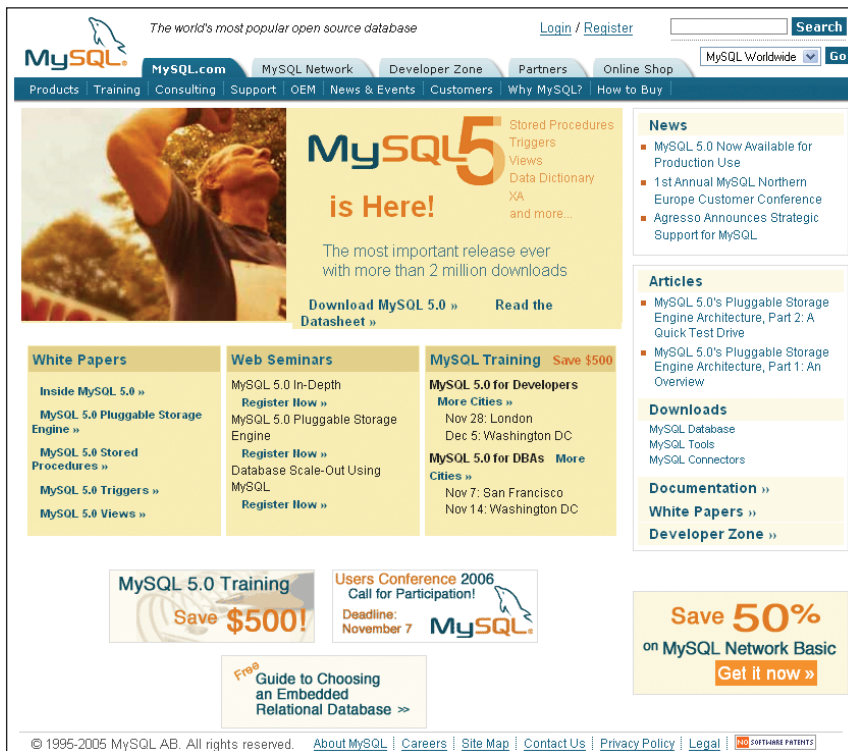 The world's most popular open source database
Login / Register
Search
MySQL®
MySQL Worldwide
Go
MySQL.com
MySQL Network
Developer Zone
Partners
Online Shop
Products
Training
Consulting
Support
OEM
News & Events
Customers
Why MySQL?
How to Buy
MySQL 5
is Here!
Stored Procedures
Triggers
Views
Data Dictionary
XA
and more...
The most important release ever
with more than 2 million downloads
Download MySQL 5.0 » Read the
Datasheet »
News
MySQL 5.0 Now Available for
Production Use
1st Annual MySQL Northern
Europe Customer Conference
Agresso Announces Strategic
Support for MySQL
White Papers
Inside MySQL 5.0 »
MySQL 5.0 Pluggable Storage
Engine »
MySQL 5.0 Stored
Procedures »
MySQL 5.0 Triggers »
MySQL 5.0 Views »
Web Seminars
MySQL 5.0 In-Depth
Register Now »
MySQL 5.0 Pluggable Storage
Engine
Register Now »
Database Scale-Out Using
MySQL
Register Now »
MySQL Training Save $500
MySQL 5.0 for Developers
More Cities »
Nov 28: London
Dec 5: Washington DC
MySQL 5.0 for DBAs More
Cities »
Nov 7: San Francisco
Nov 14: Washington DC
Articles
MySQL 5.0's Pluggable Storage
Engine Architecture, Part 2: A
Quick Test Drive
MySQL 5.0's Pluggable Storage
Engine Architecture, Part 1: An
Overview
Downloads
MySQL Database
MySQL Tools
MySQL Connectors
Documentation »
White Papers »
Developer Zone »
MySQL 5.0 Training
Save $500!
Users Conference 2006
Call for Participation!
Deadline:
November 7
MySQL®
Save 50%
on MySQL Network Basic
Get it now »
Free
Guide to Choosing
an Embedded
Relational Database >>
© 1995-2005 MySQL AB. All rights reserved.
About MySQL
Careers
Site Map
Contact Us
Privacy Policy
Legal
NO SOFTWARE PATENTS